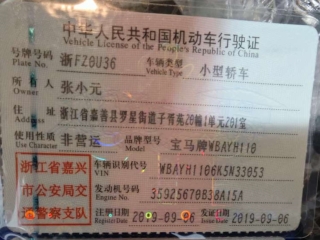 中华人民共和国机动车行驶证
Vehicle License of the People's Republic of China
号牌号码 浙FZ0U36 车辆类型 小型轿车
Plate No. Vehicle Type
所有人 张小元
Owner
住址 浙江省嘉善县罗星街道子胥苑20幢1单元201室
Address
使用性质 非营运 品牌型号 宝马牌WBAYH110
Use Character Model
浙江省嘉 车辆识别代号 WBAYH1106K5N33053
VIN
兴市公安局交
发动机号码 35925670B38A15A
Engine No.
通警察支队 注册日期 2019-09-06 发证日期 2019-09-06
Register Date Issue Date